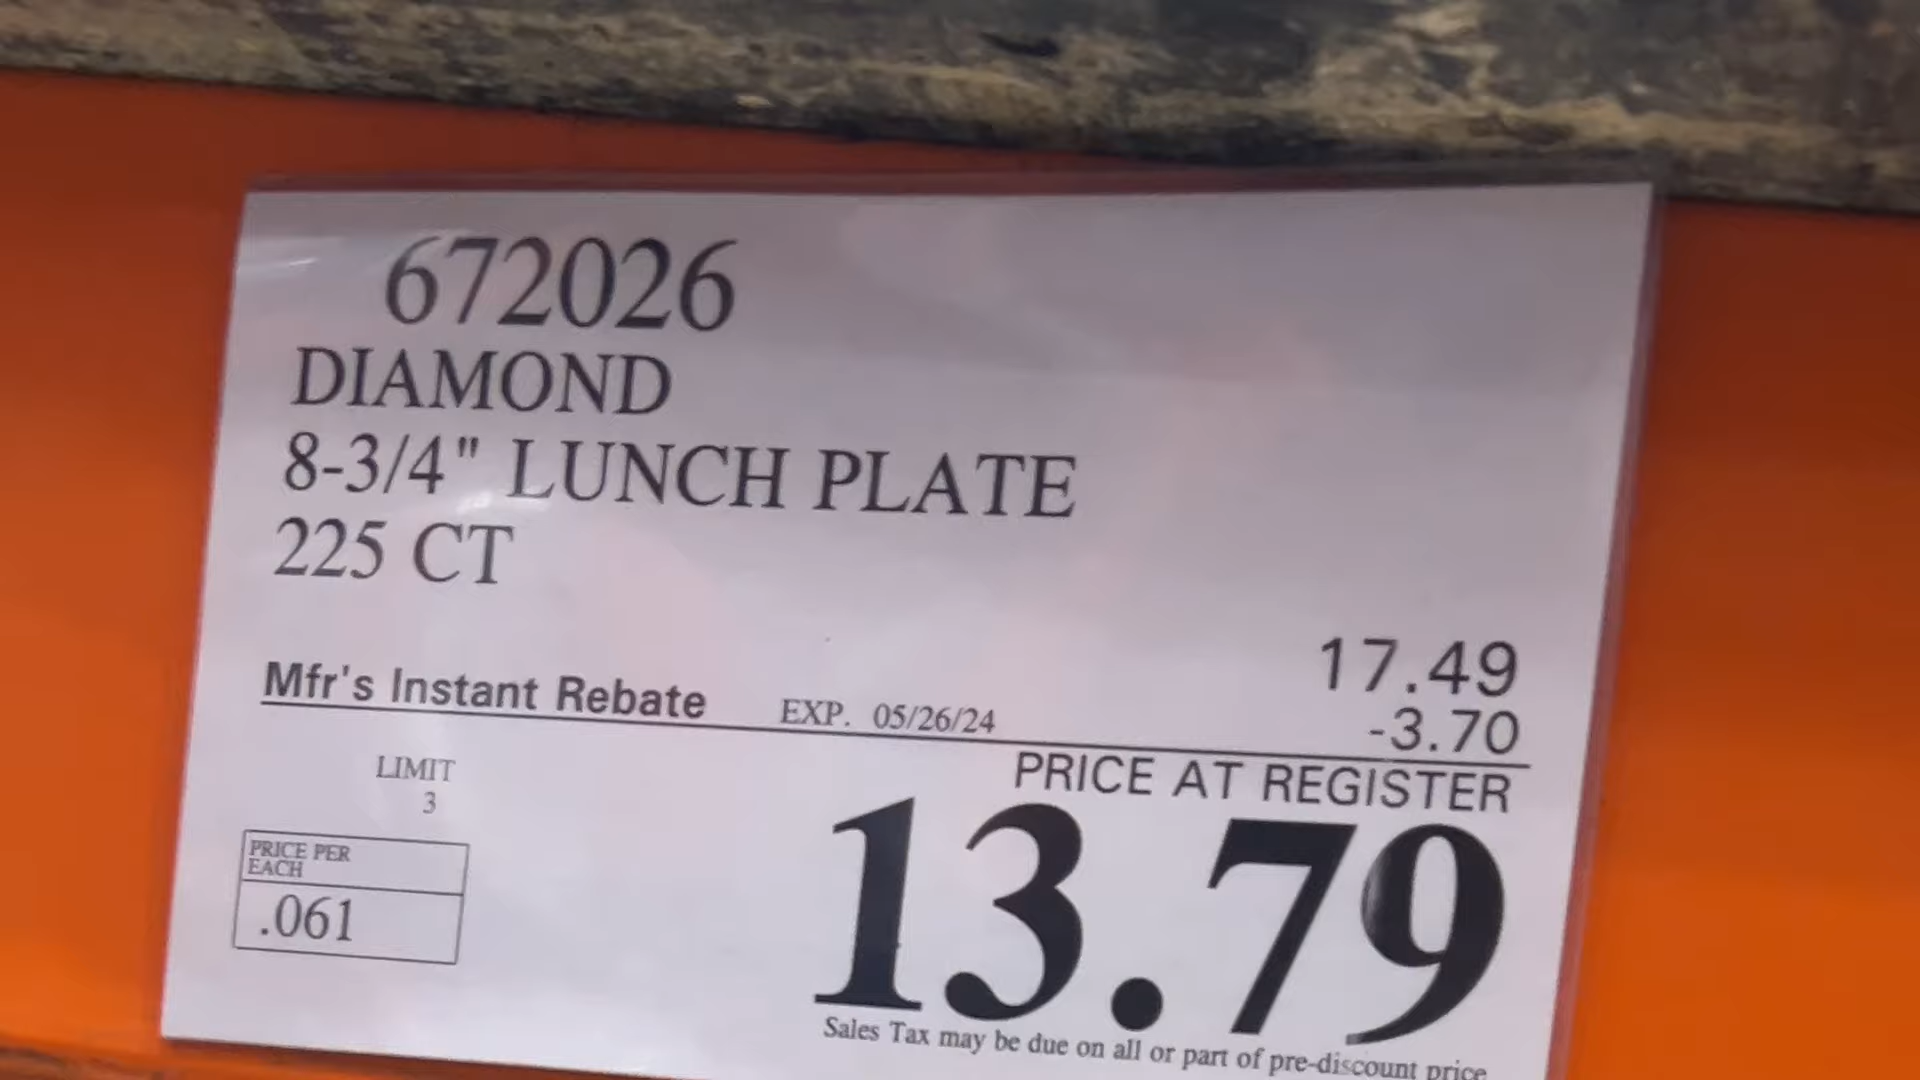 672026
DIAMOND
8-3/4" LUNCH PLATE
225 CT
17.49
Mfr's Instant Rebate EXP. 05/26/24 -3.70
PRICE AT REGISTER
13.79
LIMIT
3
PRICE PER
EACH
.061
Sales Tax may be due on all or part of pre-discount price